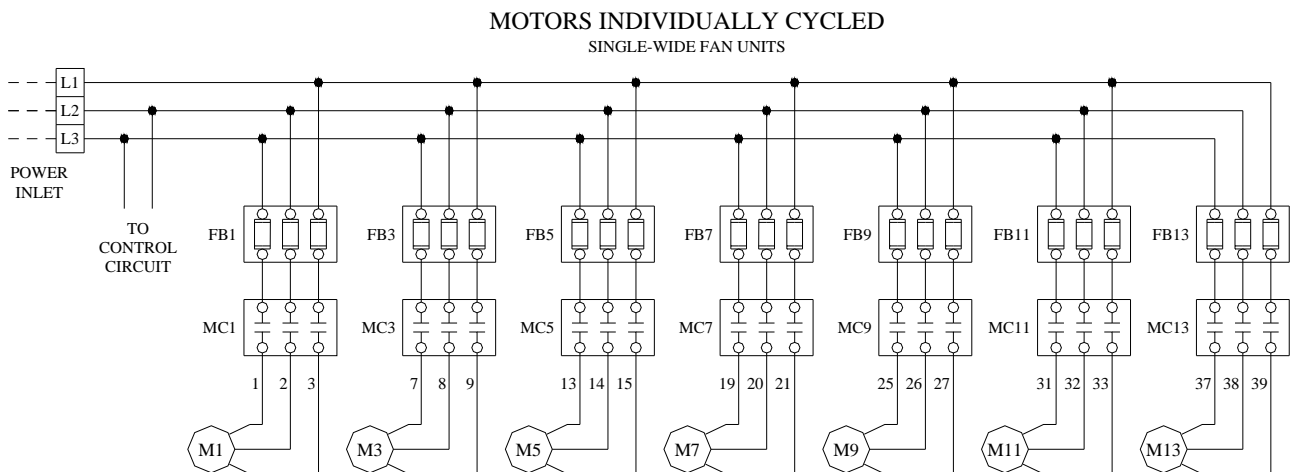 MOTORS INDIVIDUALLY CYCLED
SINGLE-WIDE FAN UNITS
L1
L2
L3
POWER
INLET
TO
CONTROL
CIRCUIT
FB1 FB3 FB5 FB7 FB9 FB11 FB13
MC1 MC3 MC5 MC7 MC9 MC11 MC13
1 2 3 7 8 9 13 14 15 19 20 21 25 26 27 31 32 33 37 38 39
M1 M3 M5 M7 M9 M11 M13